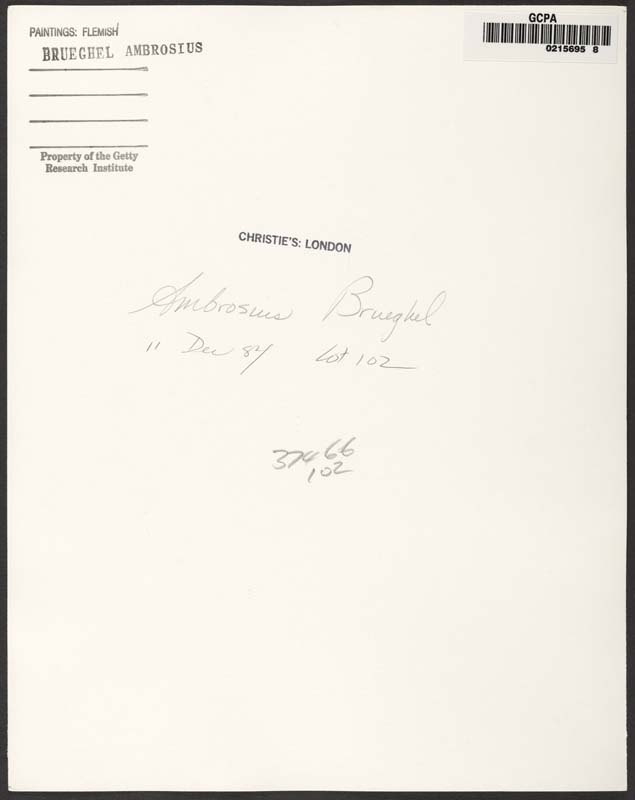 PAINTINGS: FLEMISH
BRUEGHEL AMBROSIUS
Property of the Getty
Research Institute
GCPA
0215695 8
CHRISTIE'S: LONDON
Ambrosius Brueghel
11 Dec 84 Lot 102
37466
102